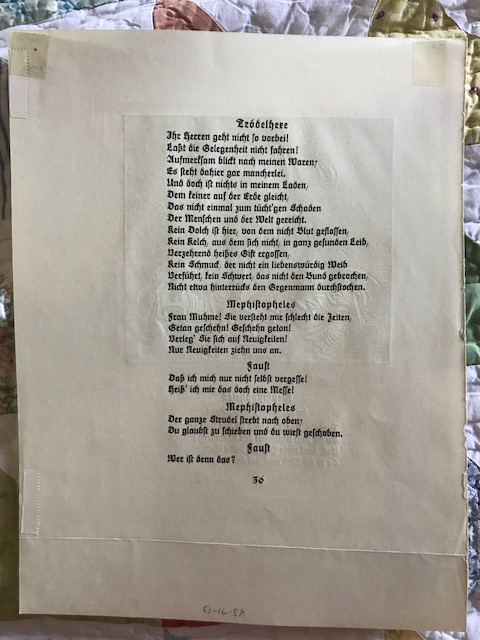 Trödelhexe
Ihr Herren geht nicht so vorbei!
Laßt die Gelegenheit nicht fahren!
Aufmerksam blickt nach meinen Waren;
Es steht dahier gar mancherlei.
Und doch ist nichts in meinem Laden,
Dem keiner auf der Erde gleicht,
Das nicht einmal zum tücht'gen Schaden
Der Menschen und der Welt gereicht.
Kein Dolch ist hier, von dem nicht Blut geflossen,
Kein Kelch, aus dem sich nicht, in ganz gesunden Leib,
Verzehrend heißes Gift ergossen,
Kein Schmuck, der nicht ein liebenswürdig Weib
Verführt, kein Schwert, das nicht den Bund gebrochen,
Nicht etwa hinterrücks den Gegenmann durchstochen.
Mephistopheles
Frau Muhme! Sie versteht mir schlecht die Zeiten,
Getan geschehn! Geschehn getan!
Verleg' Sie sich auf Neuigkeiten!
Nur Neuigkeiten ziehn uns an.
Faust
Daß ich mich nur nicht selbst vergesse!
Heiß' ich mir das doch eine Messe!
Mephistopheles
Der ganze Strudel strebt nach oben;
Du glaubst zu schieben und du wirst geschoben.
Faust
Wer ist denn das?
36